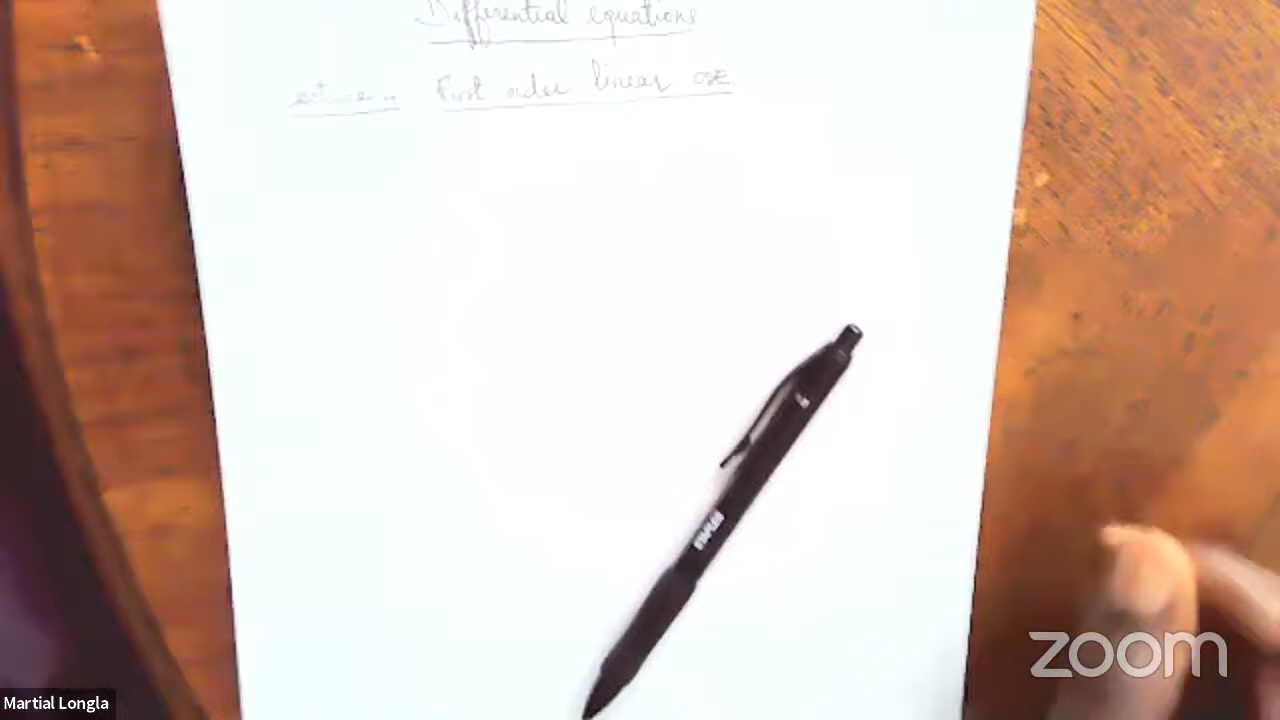 Differential equations
First order linear ODE
zoom
Martial Longla